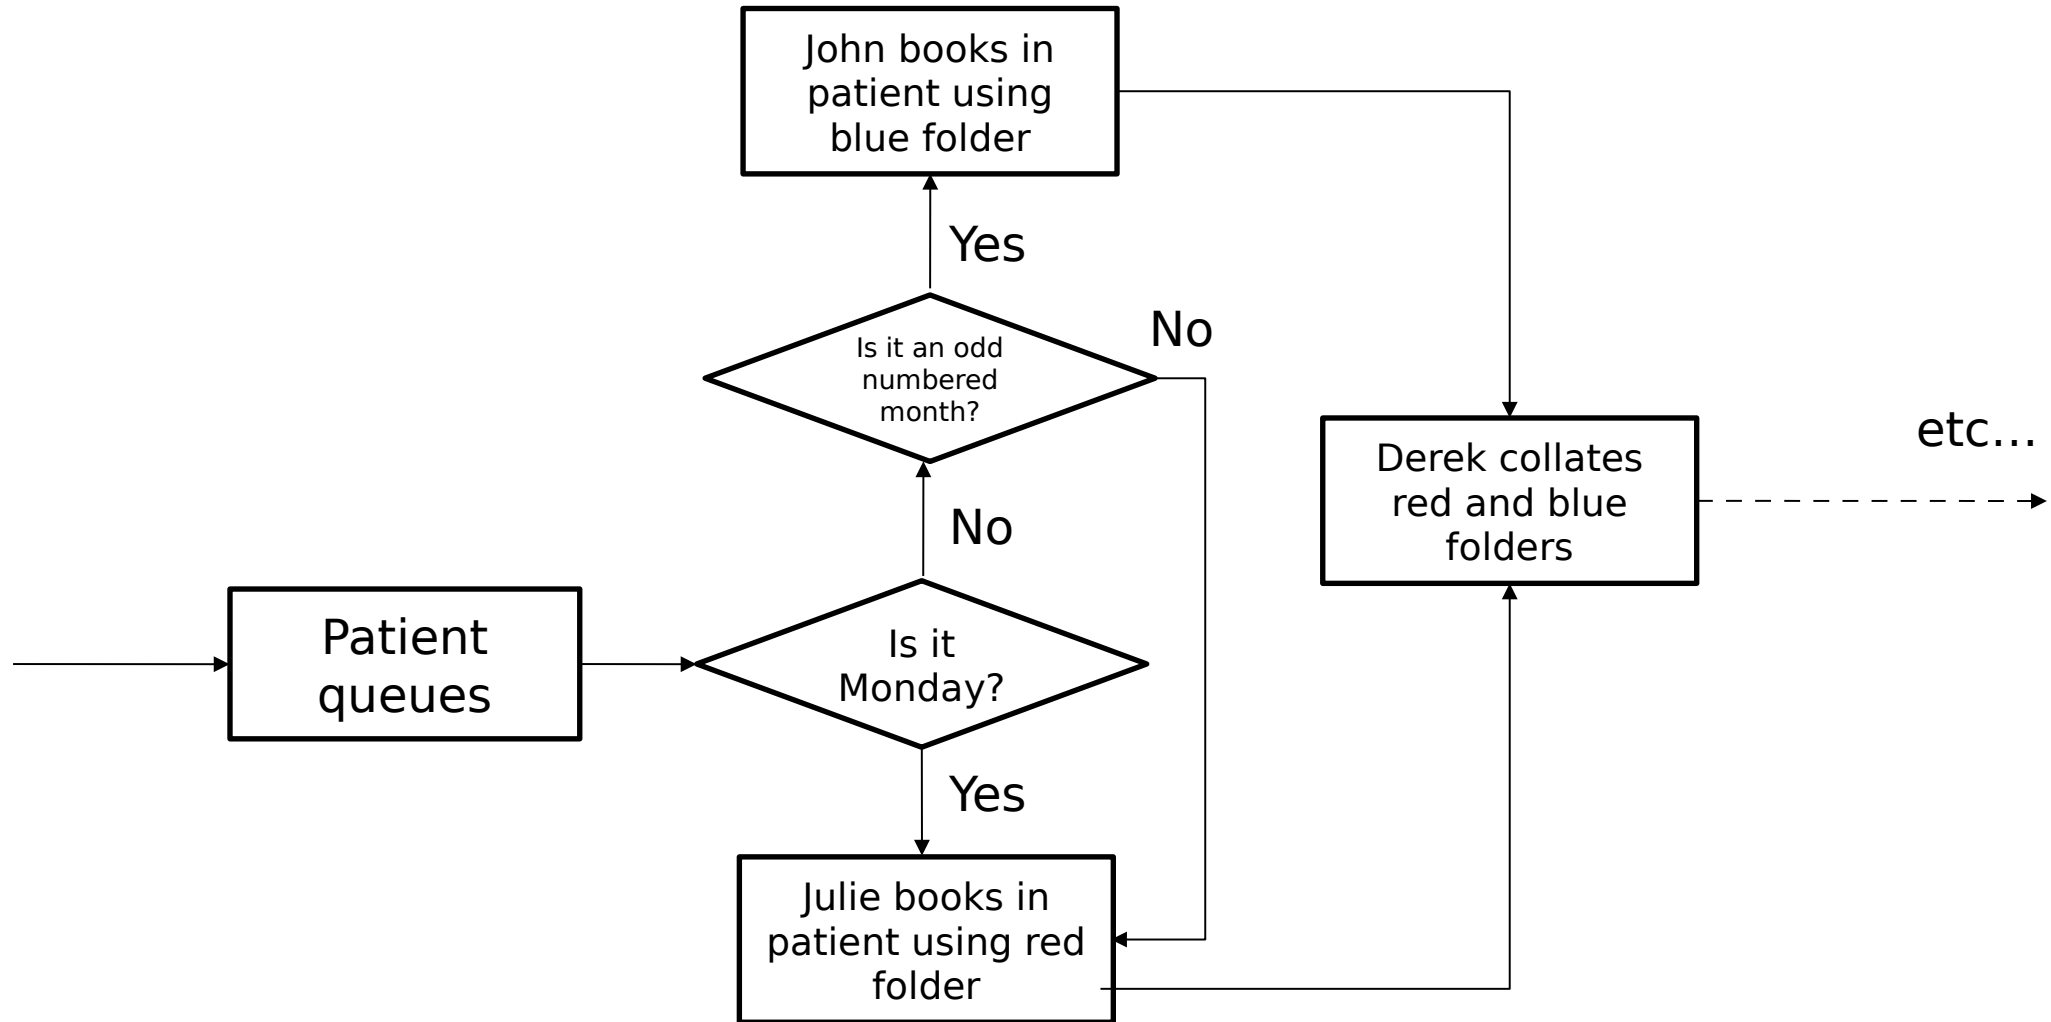 John books in
patient using
blue folder
Yes
No
Is it an odd
numbered
month?
etc...
Derek collates
red and blue
folders
No
Patient
queues
Is it
Monday?
Yes
Julie books in
patient using red
folder